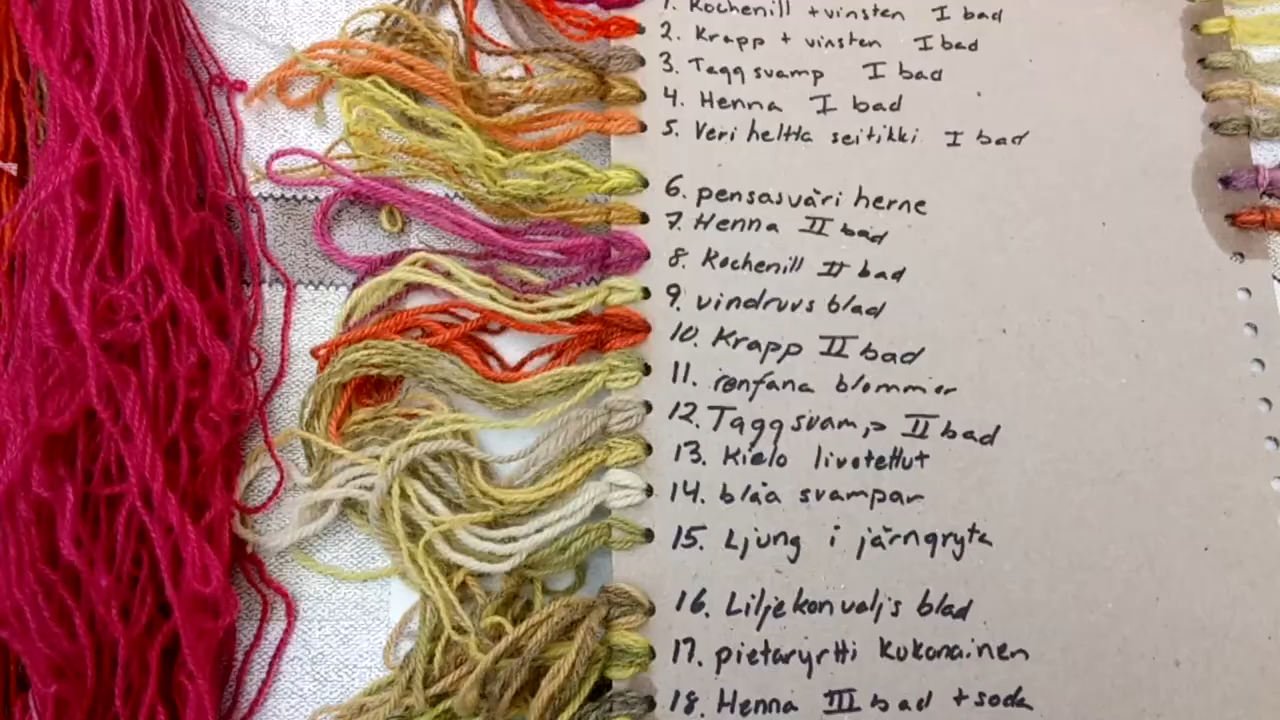 1. Kochenill + vinsten I bad
2. Krapp + vinsten I bad
3. Taggsvamp I bad
4. Henna I bad
5. Veriheltta seitikki I bad
6. pensasväri herne
7. Henna II bad
8. Kochenill II bad
9. vindruvs blad
10. Krapp II bad
11. renfana blommor
12. Taggsvamp II bad
13. Kielo livotettut
14. blåa svampar
15. Ljung i järngryta
16. Liljekonvaljs blad
17. pietaryrtti kukonainen
18. Henna III bad + soda